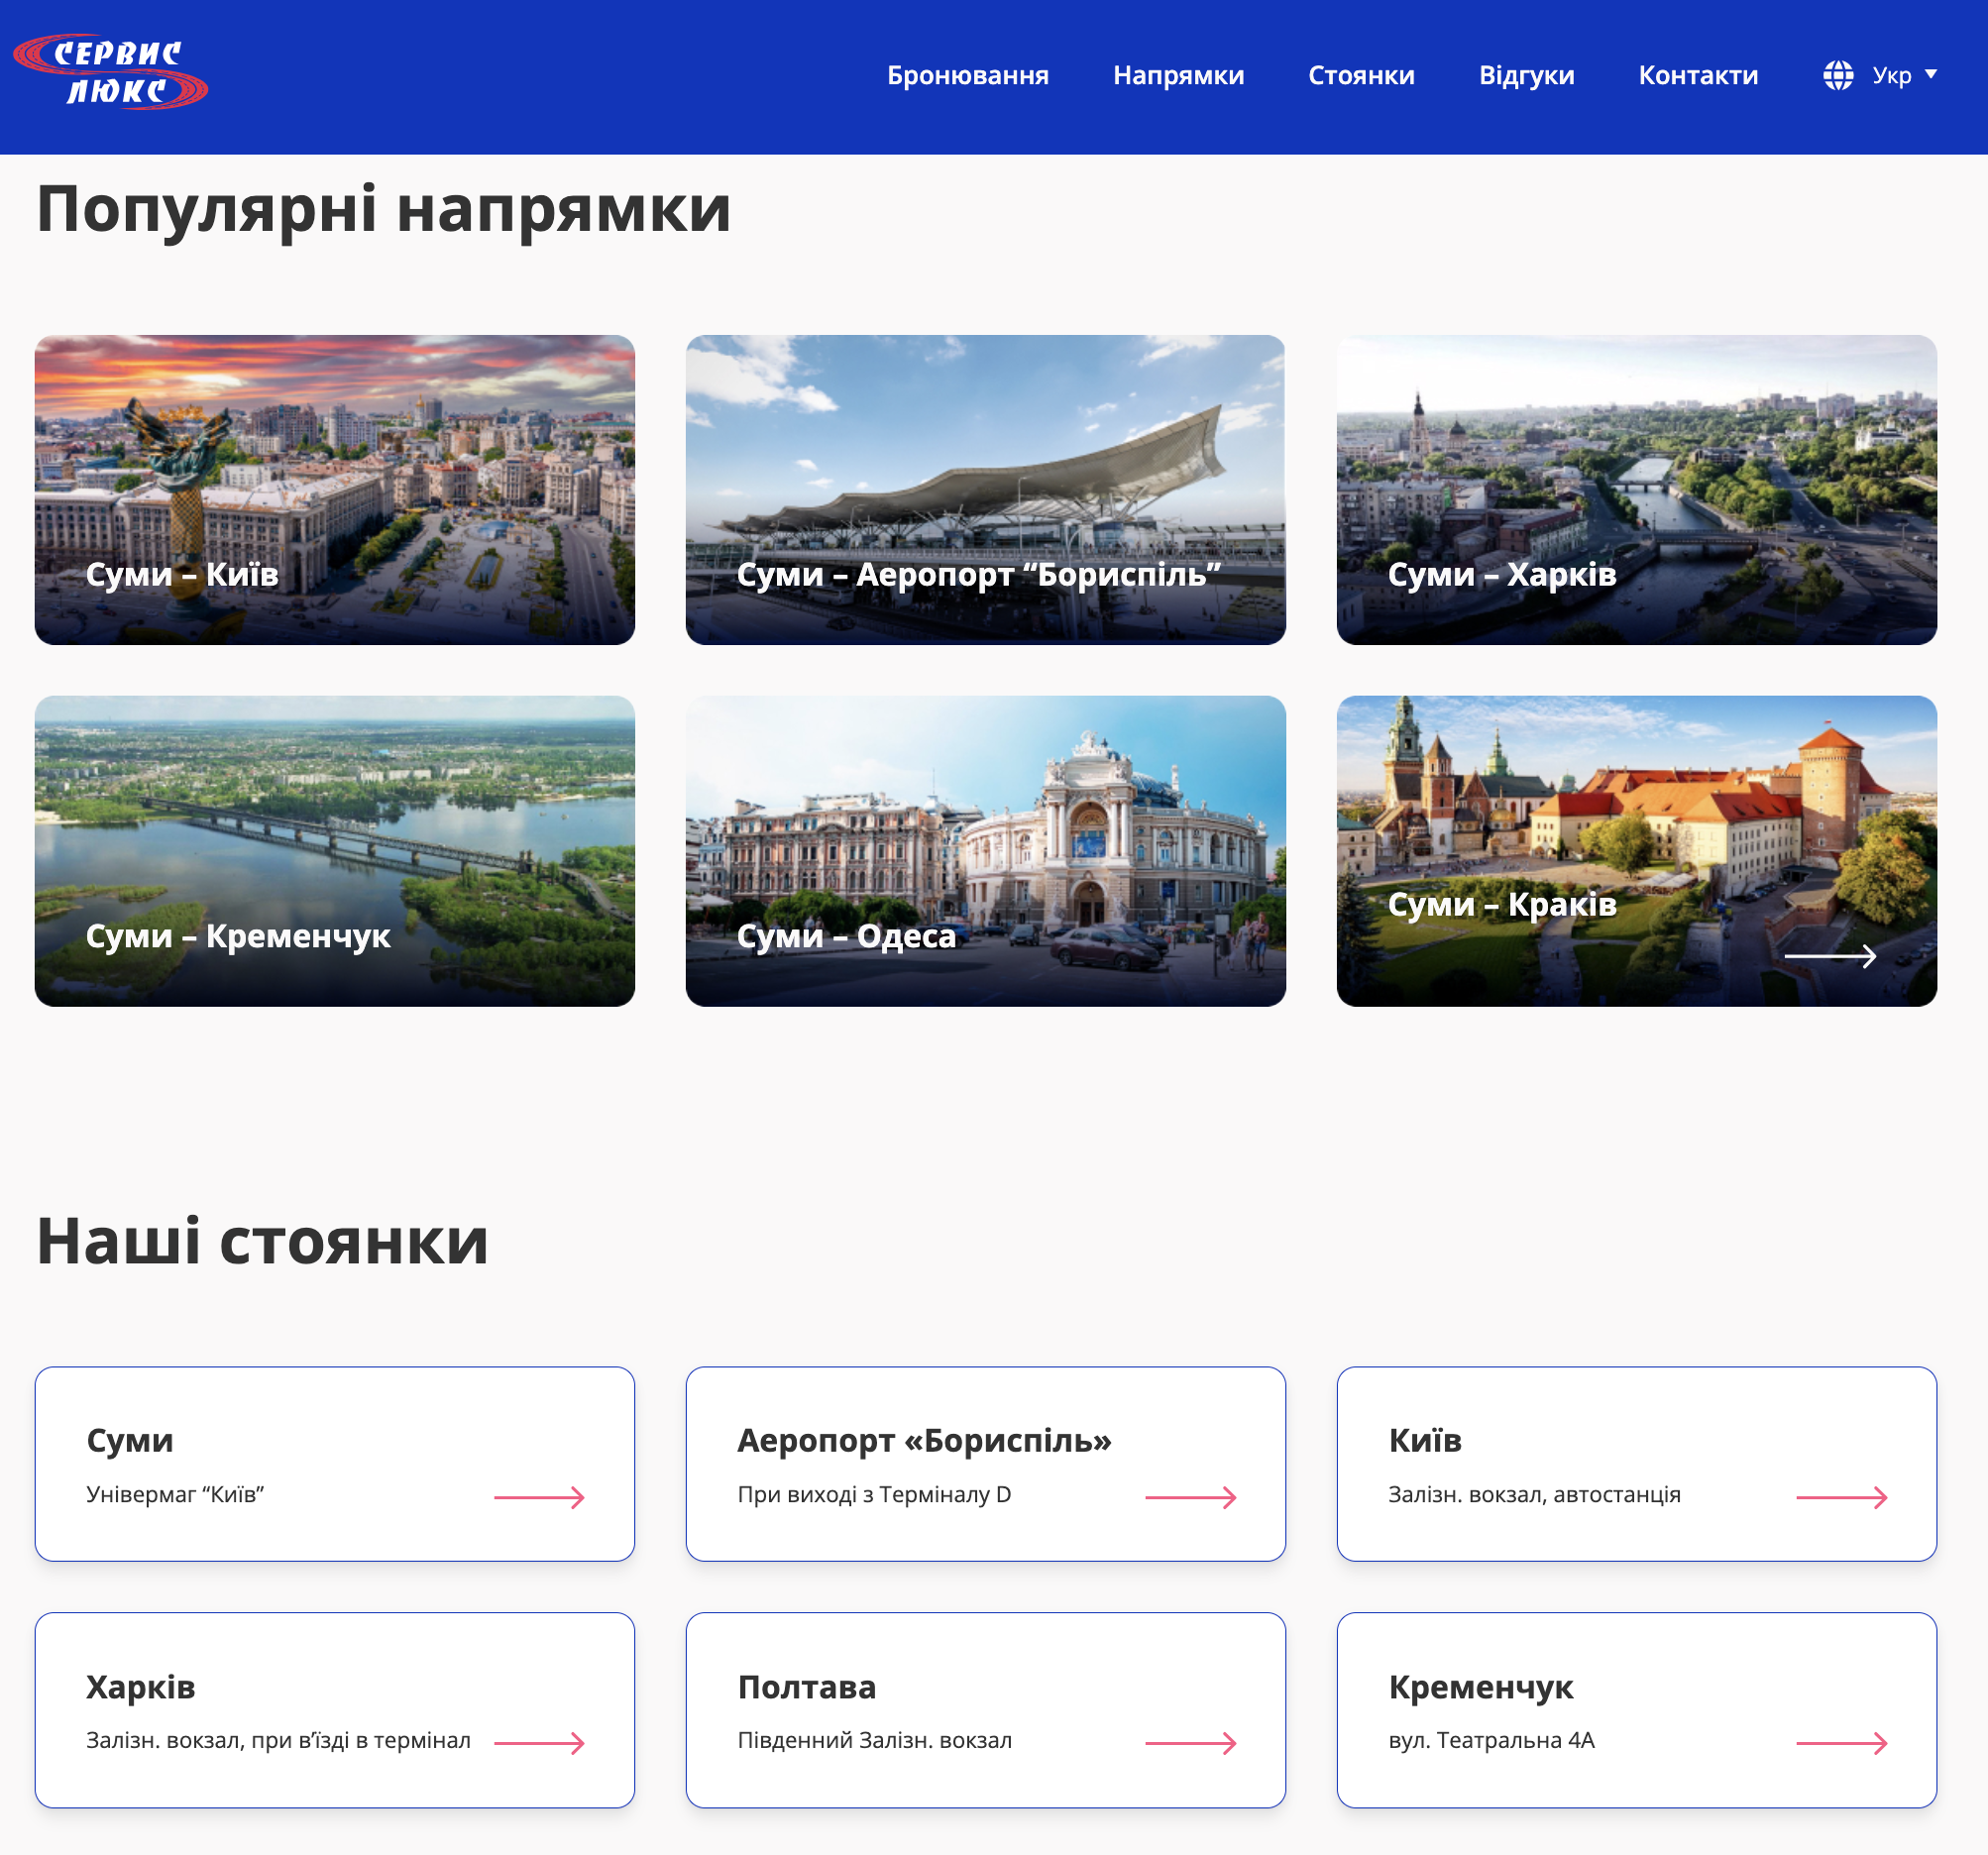 СЕРВИС
ЛЮКС
Бронювання
Напрямки
Стоянки
Відгуки
Контакти
Укр
Популярні напрямки
Суми – Київ
Суми – Аеропорт “Бориспіль”
Суми – Харків
Суми – Кременчук
Суми – Одеса
Суми – Краків
Наші стоянки
Суми
Універмаг “Київ”
Аеропорт «Бориспіль»
При виході з Терміналу D
Київ
Залізн. вокзал, автостанція
Харків
Залізн. вокзал, при в’їзді в термінал
Полтава
Південний Залізн. вокзал
Кременчук
вул. Театральна 4А